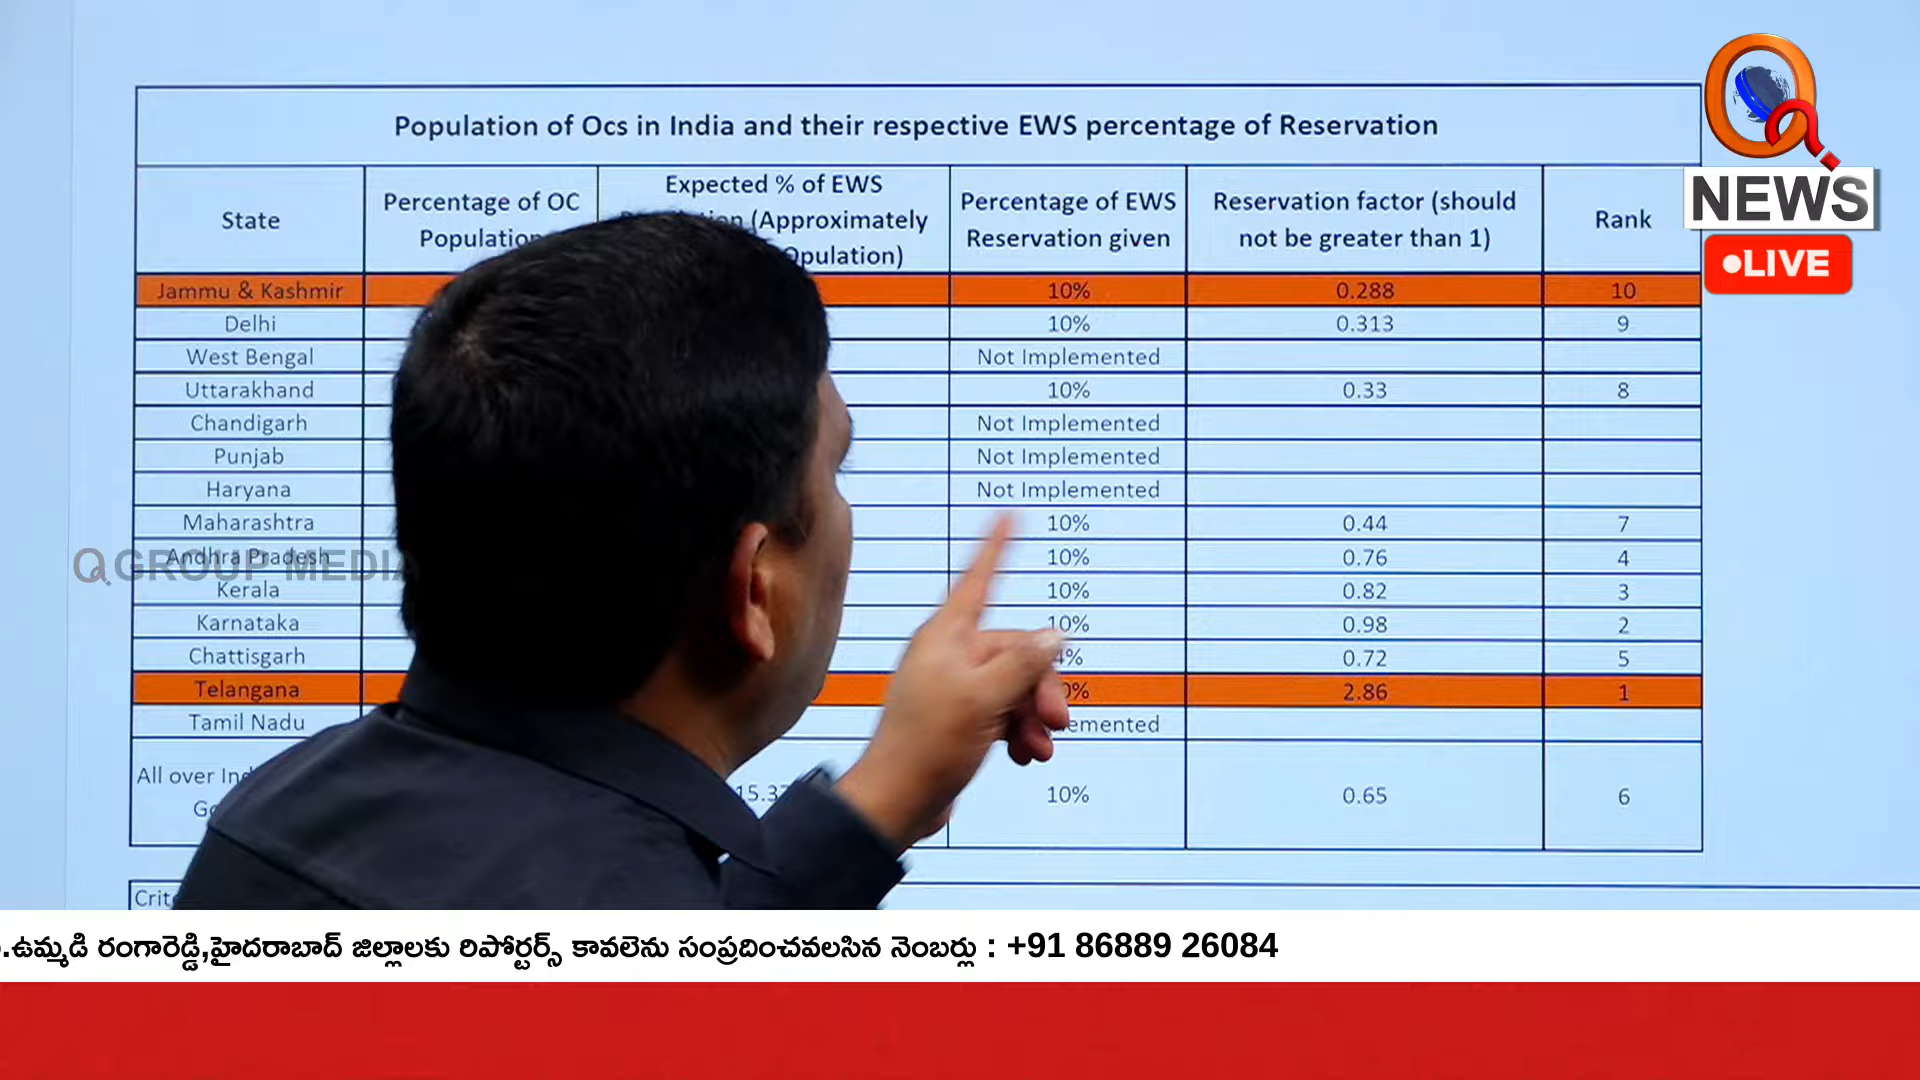 Population of Ocs in India and their respective EWS percentage of Reservation
State
Percentage of OC
Population
Expected % of EWS
(Approximately
Percentage of EWS
Reservation given
Reservation factor (should
not be greater than 1)
Rank
Jammu & Kashmir 10% 0.288 10
Delhi 10% 0.313 9
West Bengal Not Implemented
Uttarakhand 10% 0.33 8
Chandigarh Not Implemented
Punjab Not Implemented
Haryana Not Implemented
Maharashtra 10% 0.44 7
Andhra Pradesh 10% 0.76 4
Kerala 10% 0.82 3
Karnataka 10% 0.98 2
Chattisgarh 0.72 5
Telangana 2.86 1
Tamil Nadu
All over 10% 0.65 6
Q NEWS
LIVE
Q GROUP MEDIA
ఉమ్మడి రంగారెడ్డి,హైదరాబాద్ జిల్లాలకు రిపోర్టర్స్ కావలెను సంప్రదించవలసిన నెంబర్లు : +91 86889 26084